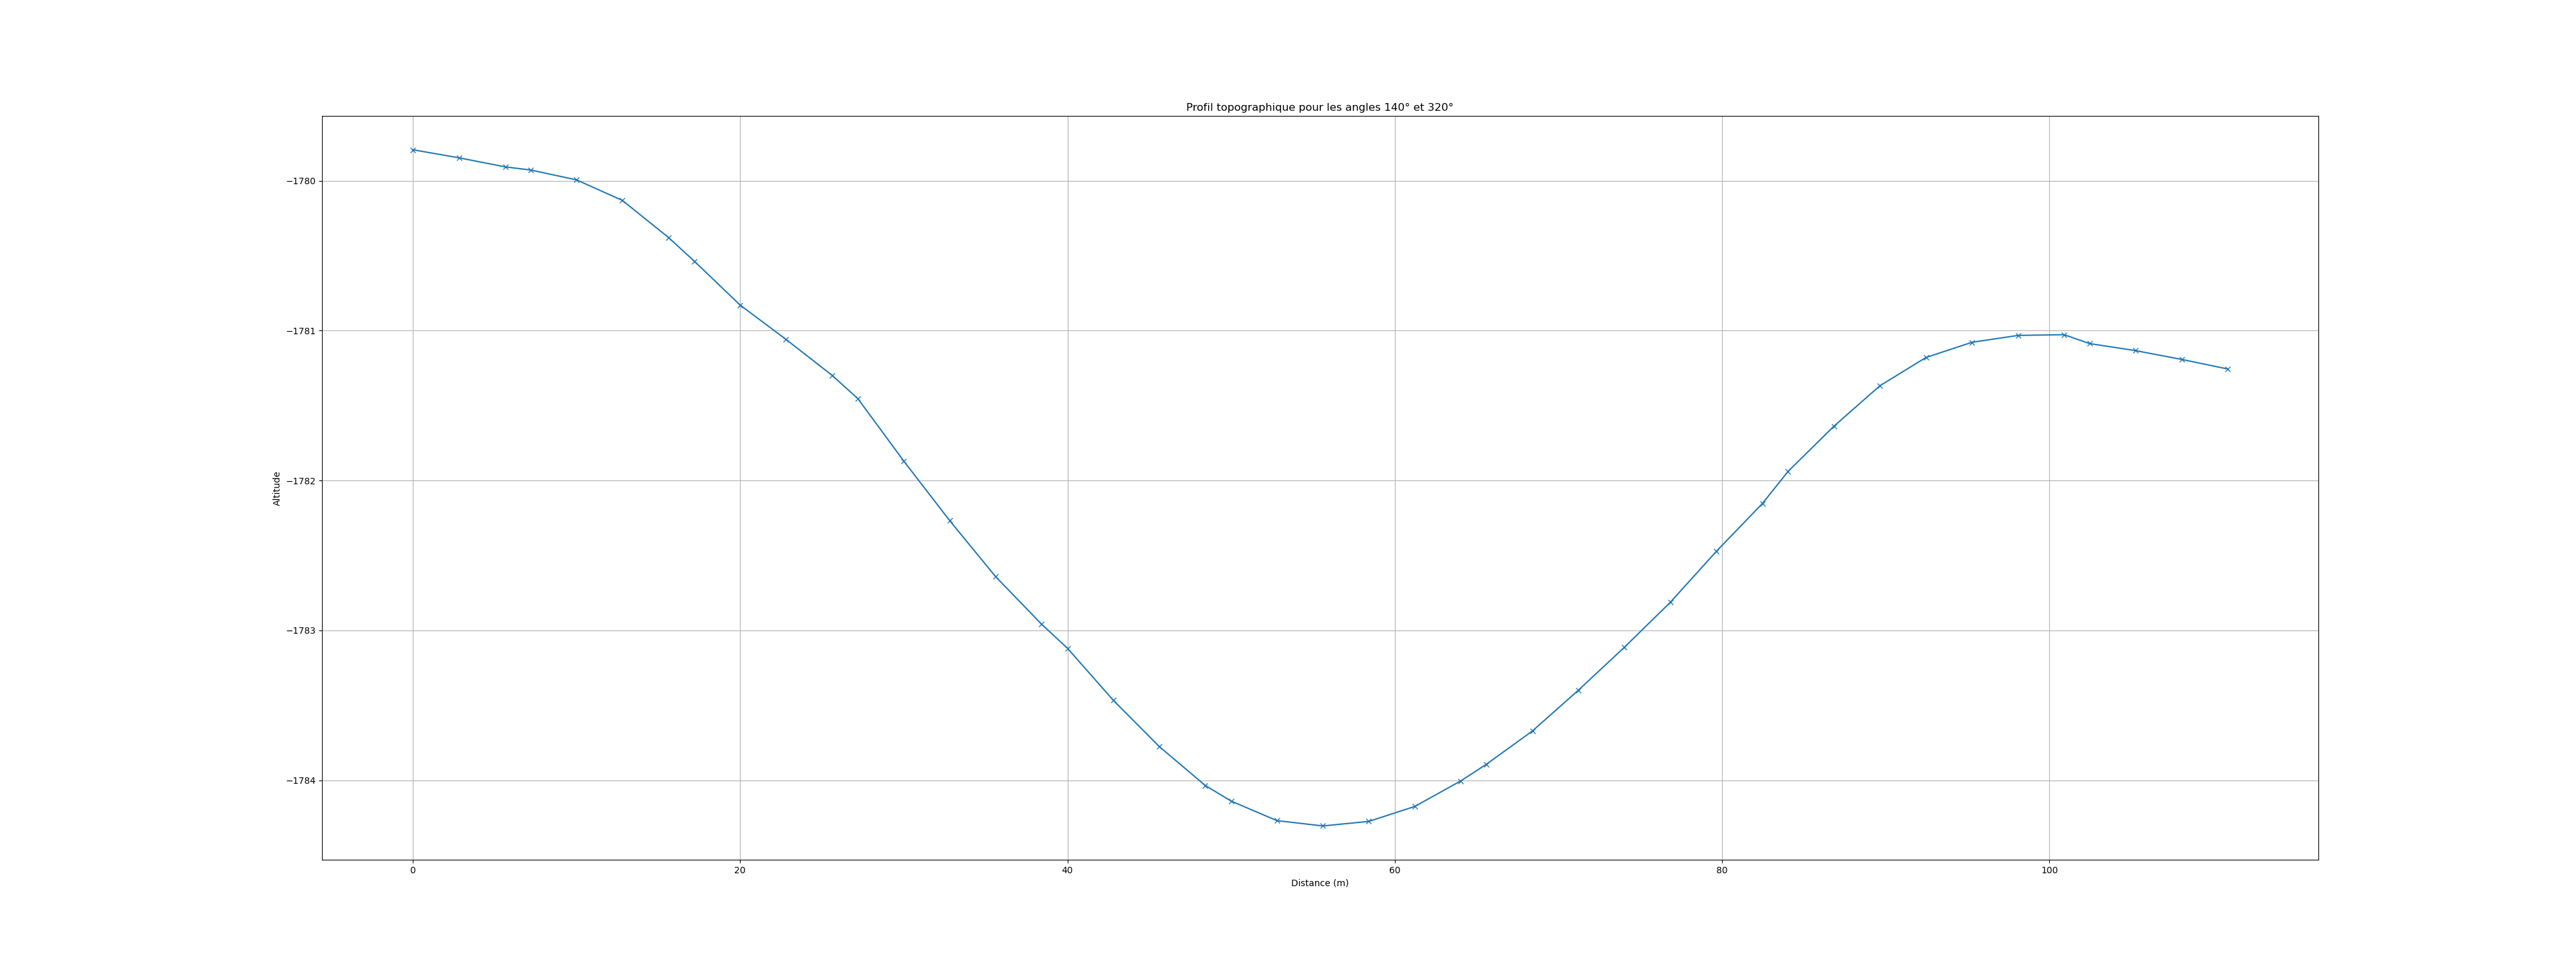 Profil topographique pour les angles 140° et 320°
Altitude
−1780
−1781
−1782
−1783
−1784
0 20 40 60 80 100
Distance (m)